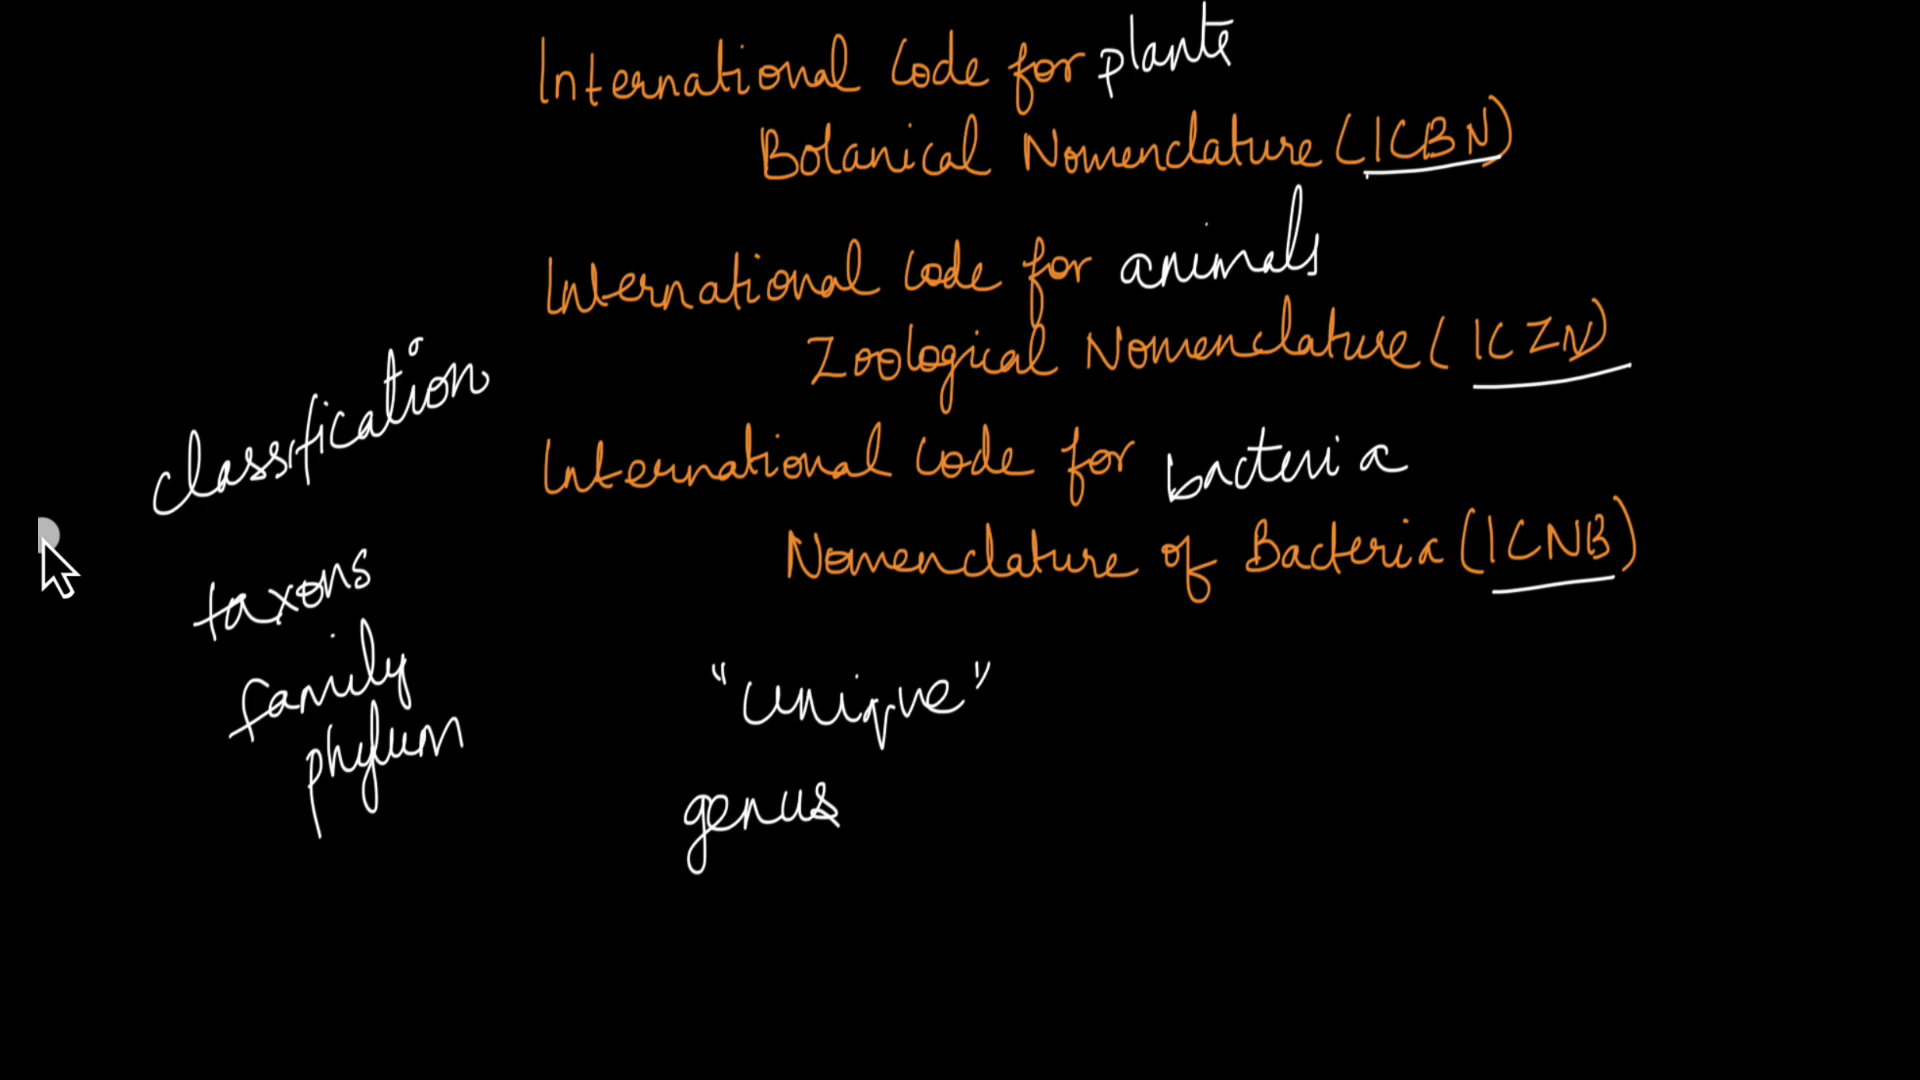 International Code for plants
Botanical Nomenclature (ICBN)
International Code for animals
Zoological Nomenclature (ICZN)
classification
International Code for bacteria
Nomenclature of Bacteria (ICNB)
taxons
family
phylum
"unique"
genus